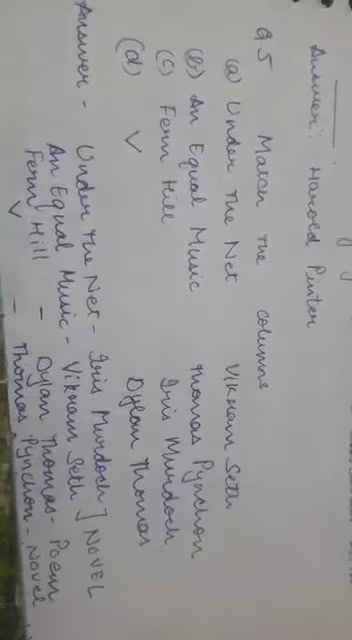 Answer: Harold Pinter
Q5 Match the columns
(a) Under the Net Vikram Seth
(b) An Equal Music Thomas Pynchon
(c) Fern Hill Iris Murdoch
(d) V Dylan Thomas
Answer - Under the Net - Iris Murdoch ] NOVEL
An Equal Music - Vikram Seth
Fern Hill - Dylan Thomas - Poem
V - Thomas Pynchon - Novel